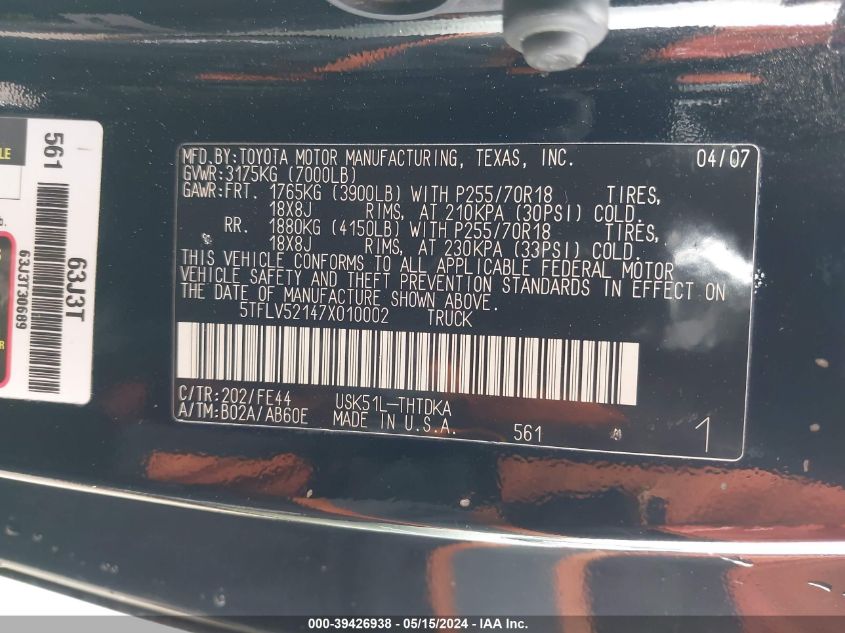 MFD.BY:TOYOTA MOTOR MANUFACTURING, TEXAS, INC. 04/07
GVWR:3175KG (7000LB)
GAWR:FRT. 1765KG (3900LB) WITH P255/70R18 TIRES,
18X8J RIMS, AT 210KPA (30PSI) COLD.
RR. 1880KG (4150LB) WITH P255/70R18 TIRES,
18X8J RIMS, AT 230KPA (33PSI) COLD.
THIS VEHICLE CONFORMS TO ALL APPLICABLE FEDERAL MOTOR
VEHICLE SAFETY AND THEFT PREVENTION STANDARDS IN EFFECT ON
THE DATE OF MANUFACTURE SHOWN ABOVE.
5TFLV52147X010002 TRUCK
C/TR:202/FE44 USK51L-THTDKA
A/TM:B02A/AB60E MADE IN U.S.A. 561 1
561
63J3T
63J3T30689
000-39426938 - 05/15/2024 - IAA Inc.